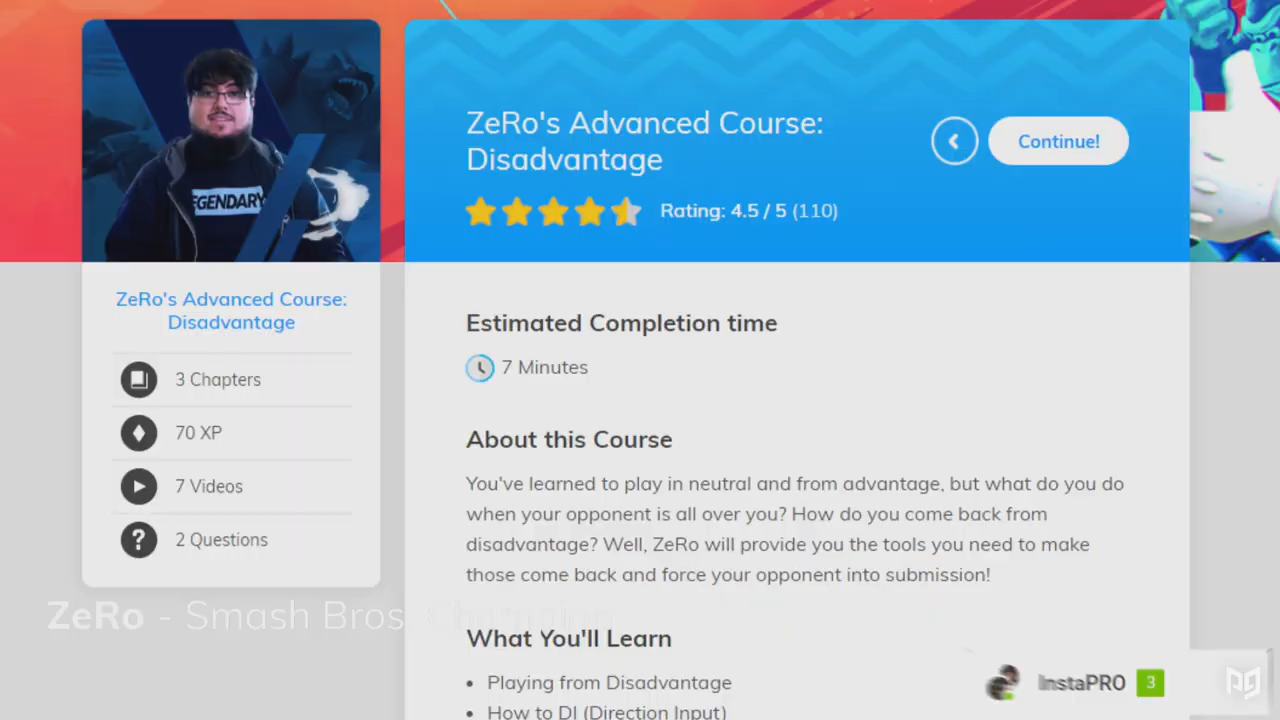 EGENDARY
ZeRo's Advanced Course:
Disadvantage
Continue!
Rating: 4.5 / 5 (110)
ZeRo's Advanced Course:
Disadvantage
3 Chapters
70 XP
7 Videos
? 2 Questions
Estimated Completion time
7 Minutes
About this Course
You've learned to play in neutral and from advantage, but what do you do
when your opponent is all over you? How do you come back from
disadvantage? Well, ZeRo will provide you the tools you need to make
those come back and force your opponent into submission!
ZeRo - Smash Bros. Champion
What You'll Learn
• Playing from Disadvantage
• How to DI (Direction Input)
InstaPRO 3